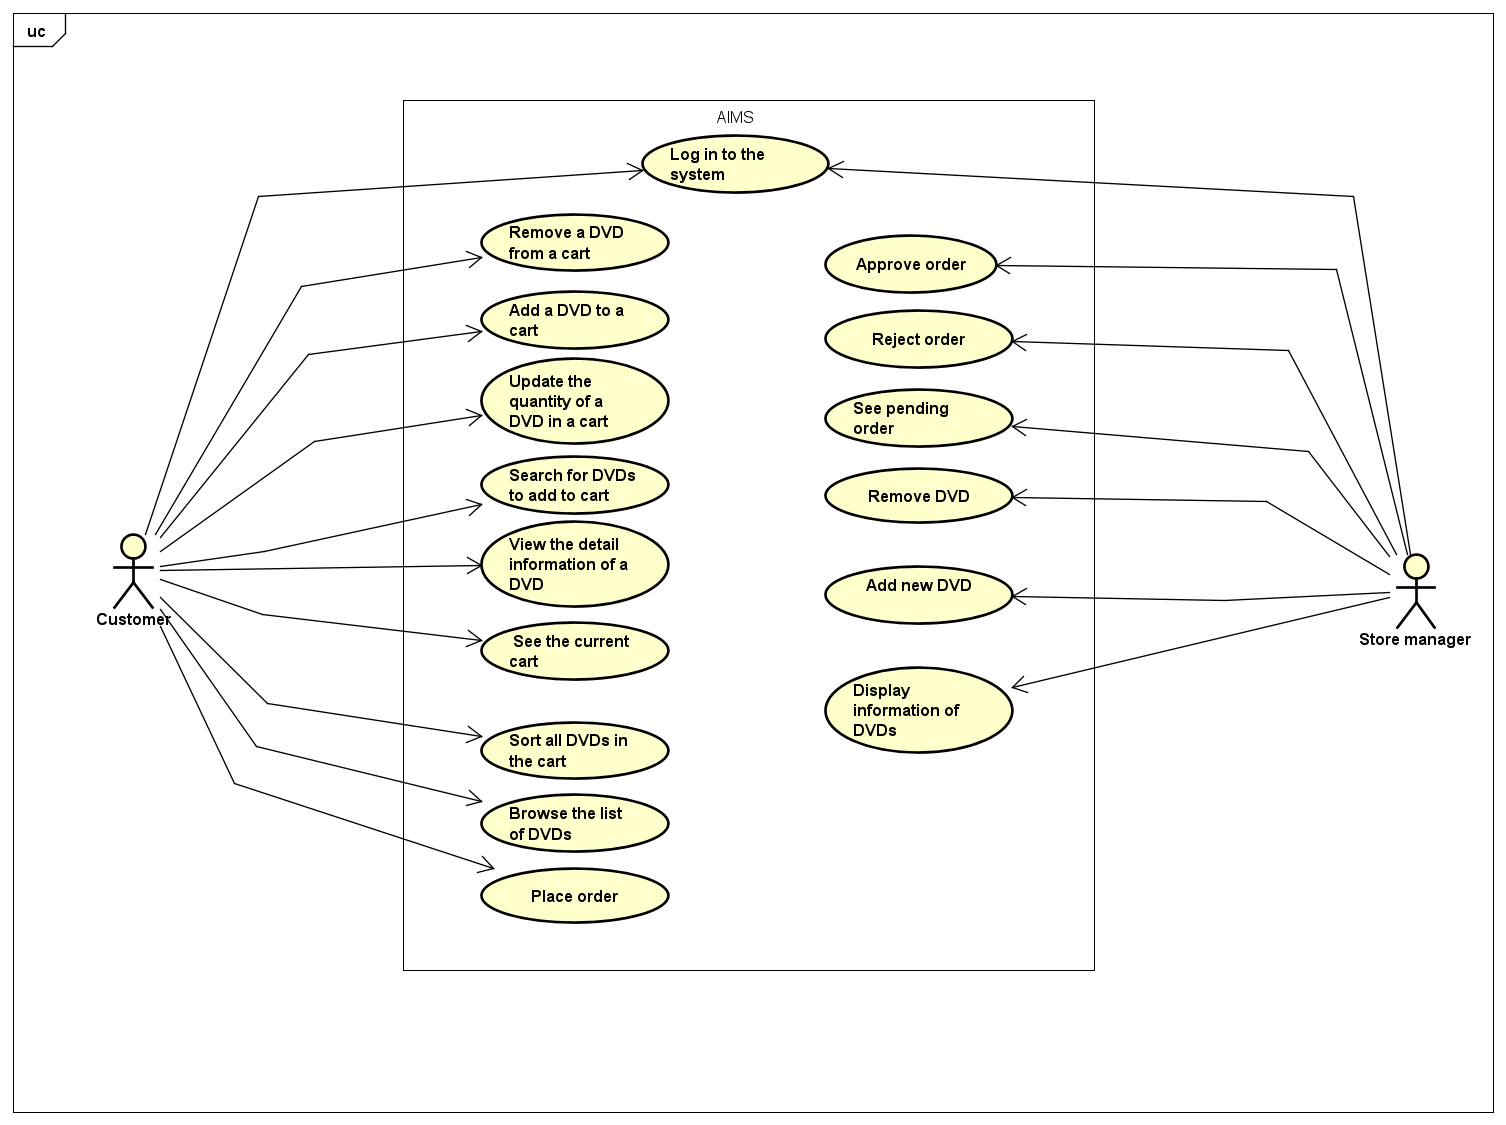 uc
AIMS
Log in to the
system
Remove a DVD
from a cart
Add a DVD to a
cart
Update the
quantity of a
DVD in a cart
Search for DVDs
to add to cart
View the detail
information of a
DVD
See the current
cart
Sort all DVDs in
the cart
Browse the list
of DVDs
Place order
Approve order
Reject order
See pending
order
Remove DVD
Add new DVD
Display
information of
DVDs
Customer
Store manager